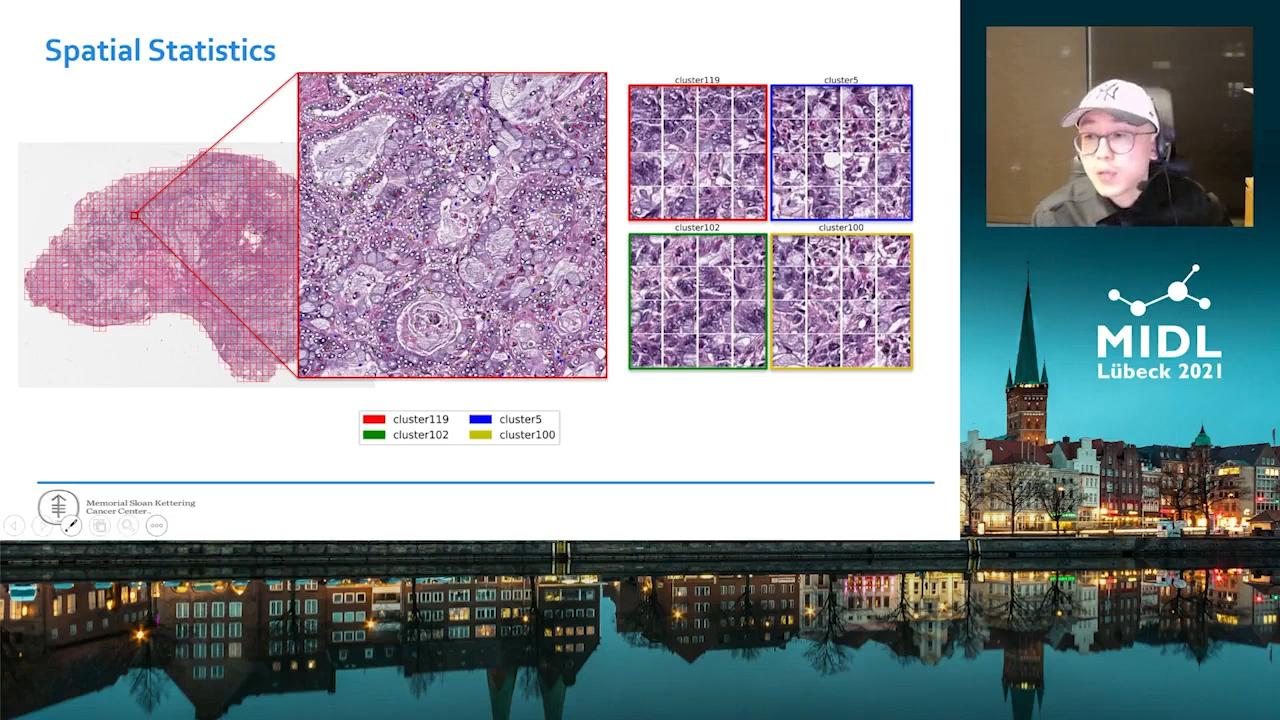 Spatial Statistics
cluster119
cluster5
cluster102
cluster100
cluster119
cluster5
cluster102
cluster100
Memorial Sloan Kettering
Cancer Center
MIDL
Lübeck 2021